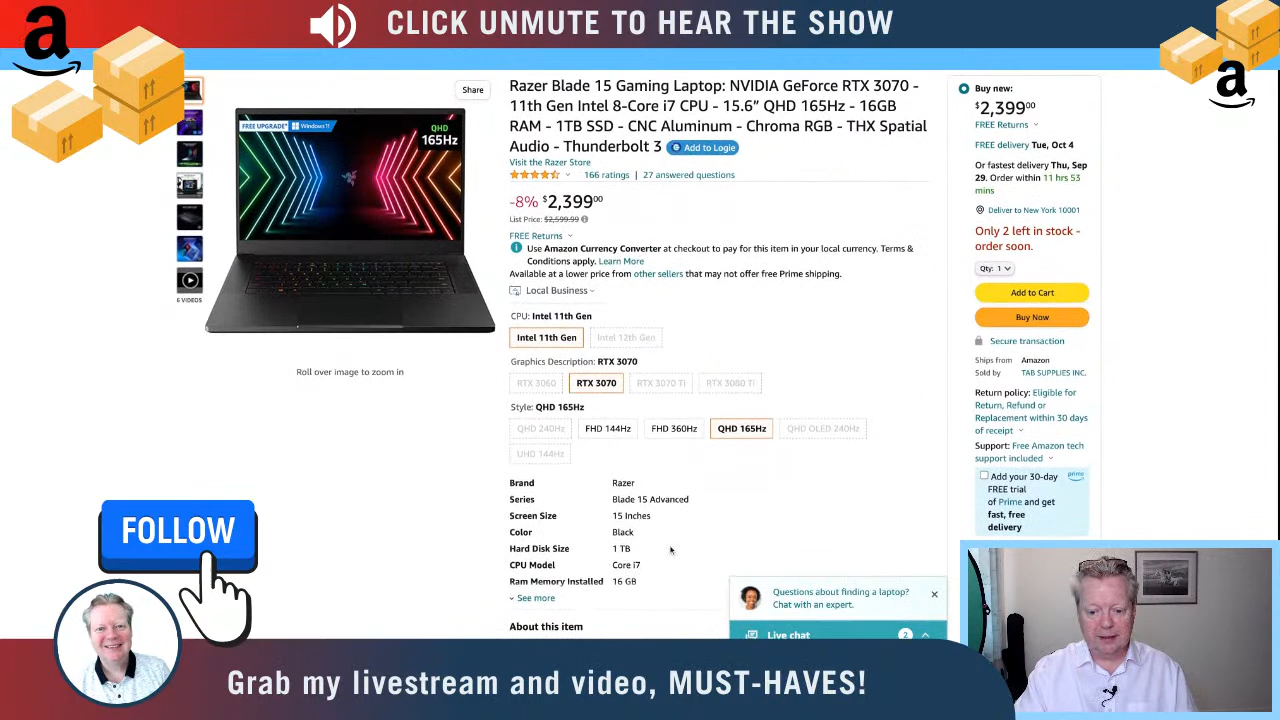 CLICK UNMUTE TO HEAR THE SHOW
a
a
Share
FREE UPGRADE* Windows 11
QHD
165Hz
6 VIDEOS
Roll over image to zoom in
Razer Blade 15 Gaming Laptop: NVIDIA GeForce RTX 3070 -
11th Gen Intel 8-Core i7 CPU - 15.6” QHD 165Hz - 16GB
RAM - 1TB SSD - CNC Aluminum - Chroma RGB - THX Spatial
Audio - Thunderbolt 3 Add to Logie
Visit the Razer Store
166 ratings | 27 answered questions
-8% $2,399 00
List Price: $2,599.99
FREE Returns
Use Amazon Currency Converter at checkout to pay for this item in your local currency. Terms &
Conditions apply. Learn More
Available at a lower price from other sellers that may not offer free Prime shipping.
Local Business
CPU: Intel 11th Gen
Intel 11th Gen Intel 12th Gen
Graphics Description: RTX 3070
RTX 3060 RTX 3070 RTX 3070 Ti RTX 3080 Ti
Style: QHD 165Hz
QHD 240Hz FHD 144Hz FHD 360Hz QHD 165Hz QHD OLED 240Hz
UHD 144Hz
Brand Razer
Series Blade 15 Advanced
Screen Size 15 Inches
Color Black
Hard Disk Size 1 TB
CPU Model Core i7
Ram Memory Installed 16 GB
See more
About this item
Buy new:
$2,399 00
FREE Returns
FREE delivery Tue, Oct 4
Or fastest delivery Thu, Sep
29. Order within 11 hrs 53
mins
Deliver to New York 10001
Only 2 left in stock -
order soon.
Qty: 1
Add to Cart
Buy Now
Secure transaction
Ships from Amazon
Sold by TAB SUPPLIES INC.
Return policy: Eligible for
Return, Refund or
Replacement within 30 days
of receipt
Support: Free Amazon tech
support included
Add your 30-day prime
FREE trial
of Prime and get
fast, free
delivery
Questions about finding a laptop?
Chat with an expert.
Live chat 2
FOLLOW
Grab my livestream and video, MUST-HAVES!